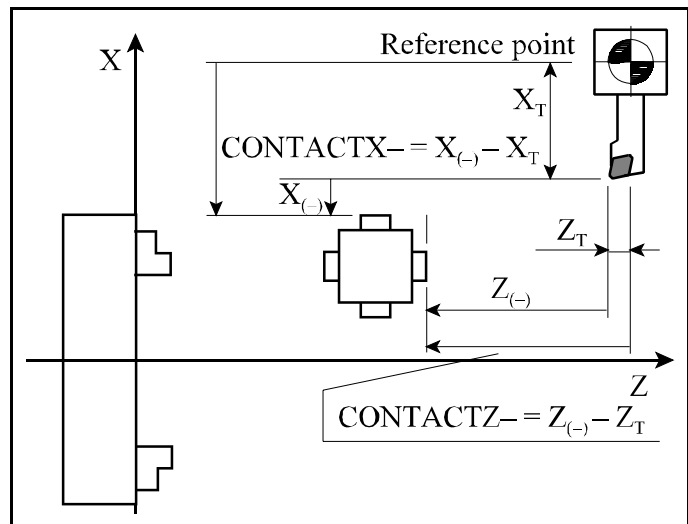 Reference point
X
X_T
CONTACTX– = X_(–) – X_T
X_(–)
Z_T
Z_(–)
Z
CONTACTZ– = Z_(–) – Z_T